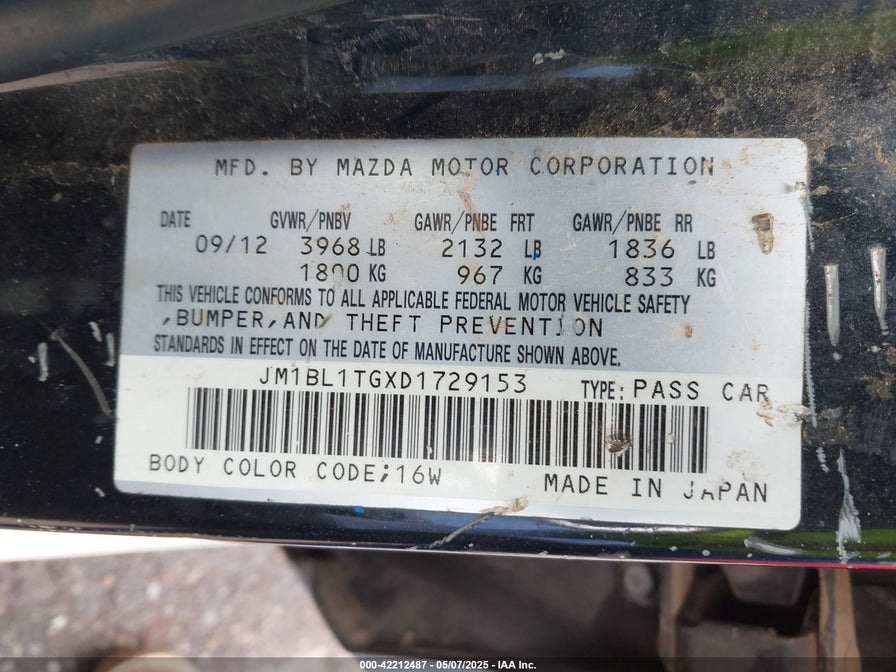 MFD. BY MAZDA MOTOR CORPORATION
DATE GVWR/PNBV GAWR/PNBE FRT GAWR/PNBE RR
09/12 3968 LB 2132 LB 1836 LB
1800 KG 967 KG 833 KG
THIS VEHICLE CONFORMS TO ALL APPLICABLE FEDERAL MOTOR VEHICLE SAFETY
,BUMPER,AND THEFT PREVENTION
STANDARDS IN EFFECT ON THE DATE OF MANUFACTURE SHOWN ABOVE.
JM1BL1TGXD1729153 TYPE: PASS CAR
BODY COLOR CODE;16W MADE IN JAPAN
000-42212487 - 05/07/2025 - IAA Inc.